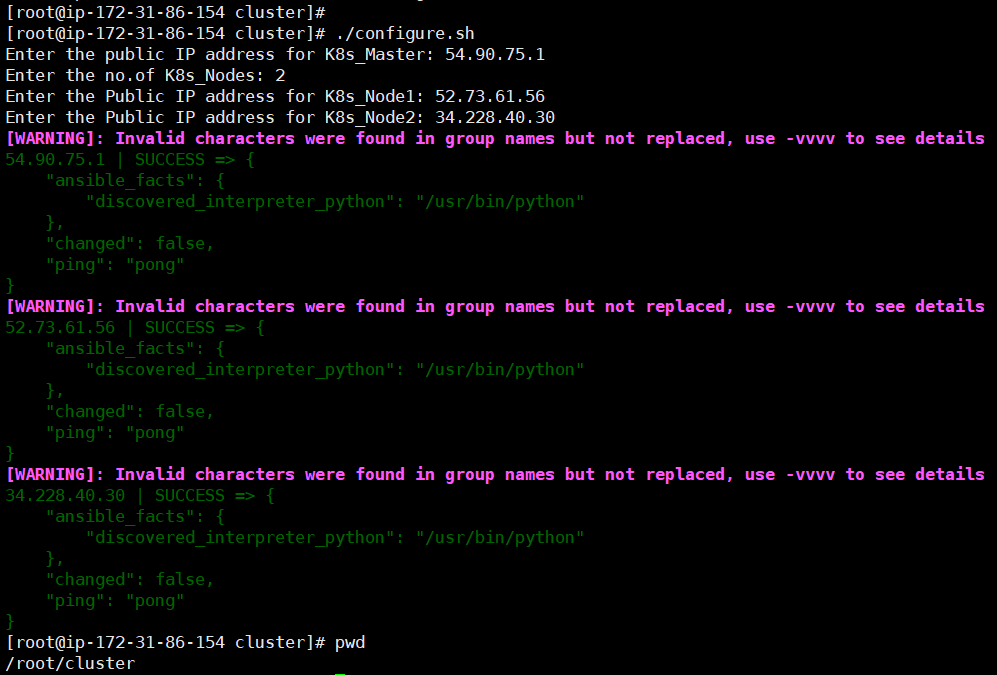 [root@ip-172-31-86-154 cluster]#
[root@ip-172-31-86-154 cluster]# ./configure.sh
Enter the public IP address for K8s_Master: 54.90.75.1
Enter the no.of K8s_Nodes: 2
Enter the Public IP address for K8s_Node1: 52.73.61.56
Enter the Public IP address for K8s_Node2: 34.228.40.30
[WARNING]: Invalid characters were found in group names but not replaced, use -vvvv to see details
54.90.75.1 | SUCCESS => {
    "ansible_facts": {
        "discovered_interpreter_python": "/usr/bin/python"
    },
    "changed": false,
    "ping": "pong"
}
[WARNING]: Invalid characters were found in group names but not replaced, use -vvvv to see details
52.73.61.56 | SUCCESS => {
    "ansible_facts": {
        "discovered_interpreter_python": "/usr/bin/python"
    },
    "changed": false,
    "ping": "pong"
}
[WARNING]: Invalid characters were found in group names but not replaced, use -vvvv to see details
34.228.40.30 | SUCCESS => {
    "ansible_facts": {
        "discovered_interpreter_python": "/usr/bin/python"
    },
    "changed": false,
    "ping": "pong"
}
[root@ip-172-31-86-154 cluster]# pwd
/root/cluster